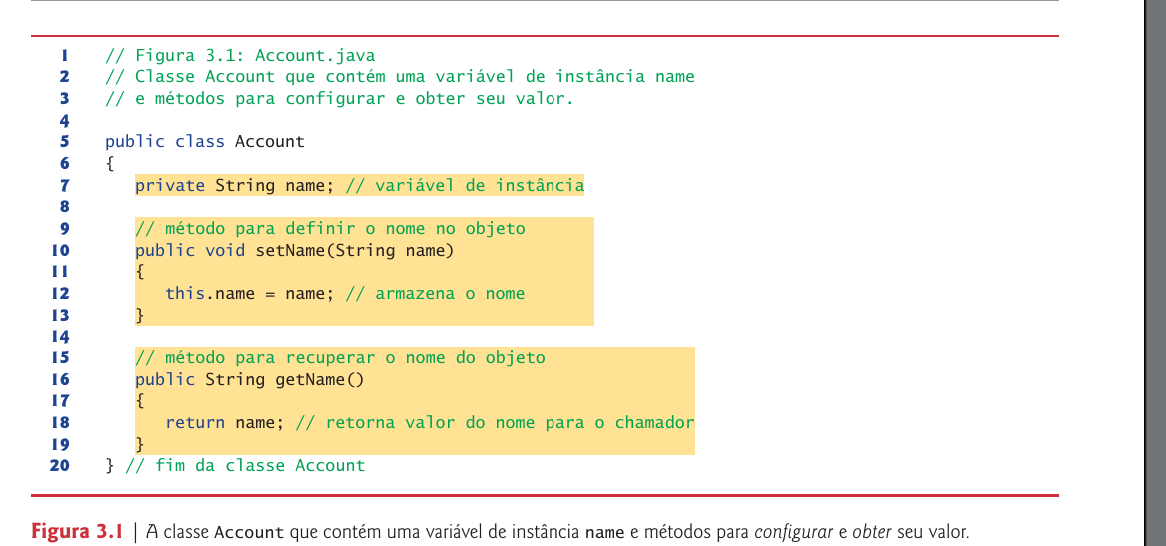 1 // Figura 3.1: Account.java
2 // Classe Account que contém uma variável de instância name
3 // e métodos para configurar e obter seu valor.
4
5 public class Account
6 {
7 private String name; // variável de instância
8
9 // método para definir o nome no objeto
10 public void setName(String name)
11 {
12 this.name = name; // armazena o nome
13 }
14
15 // método para recuperar o nome do objeto
16 public String getName()
17 {
18 return name; // retorna valor do nome para o chamador
19 }
20 } // fim da classe Account
Figura 3.1 | A classe Account que contém uma variável de instância name e métodos para configurar e obter seu valor.